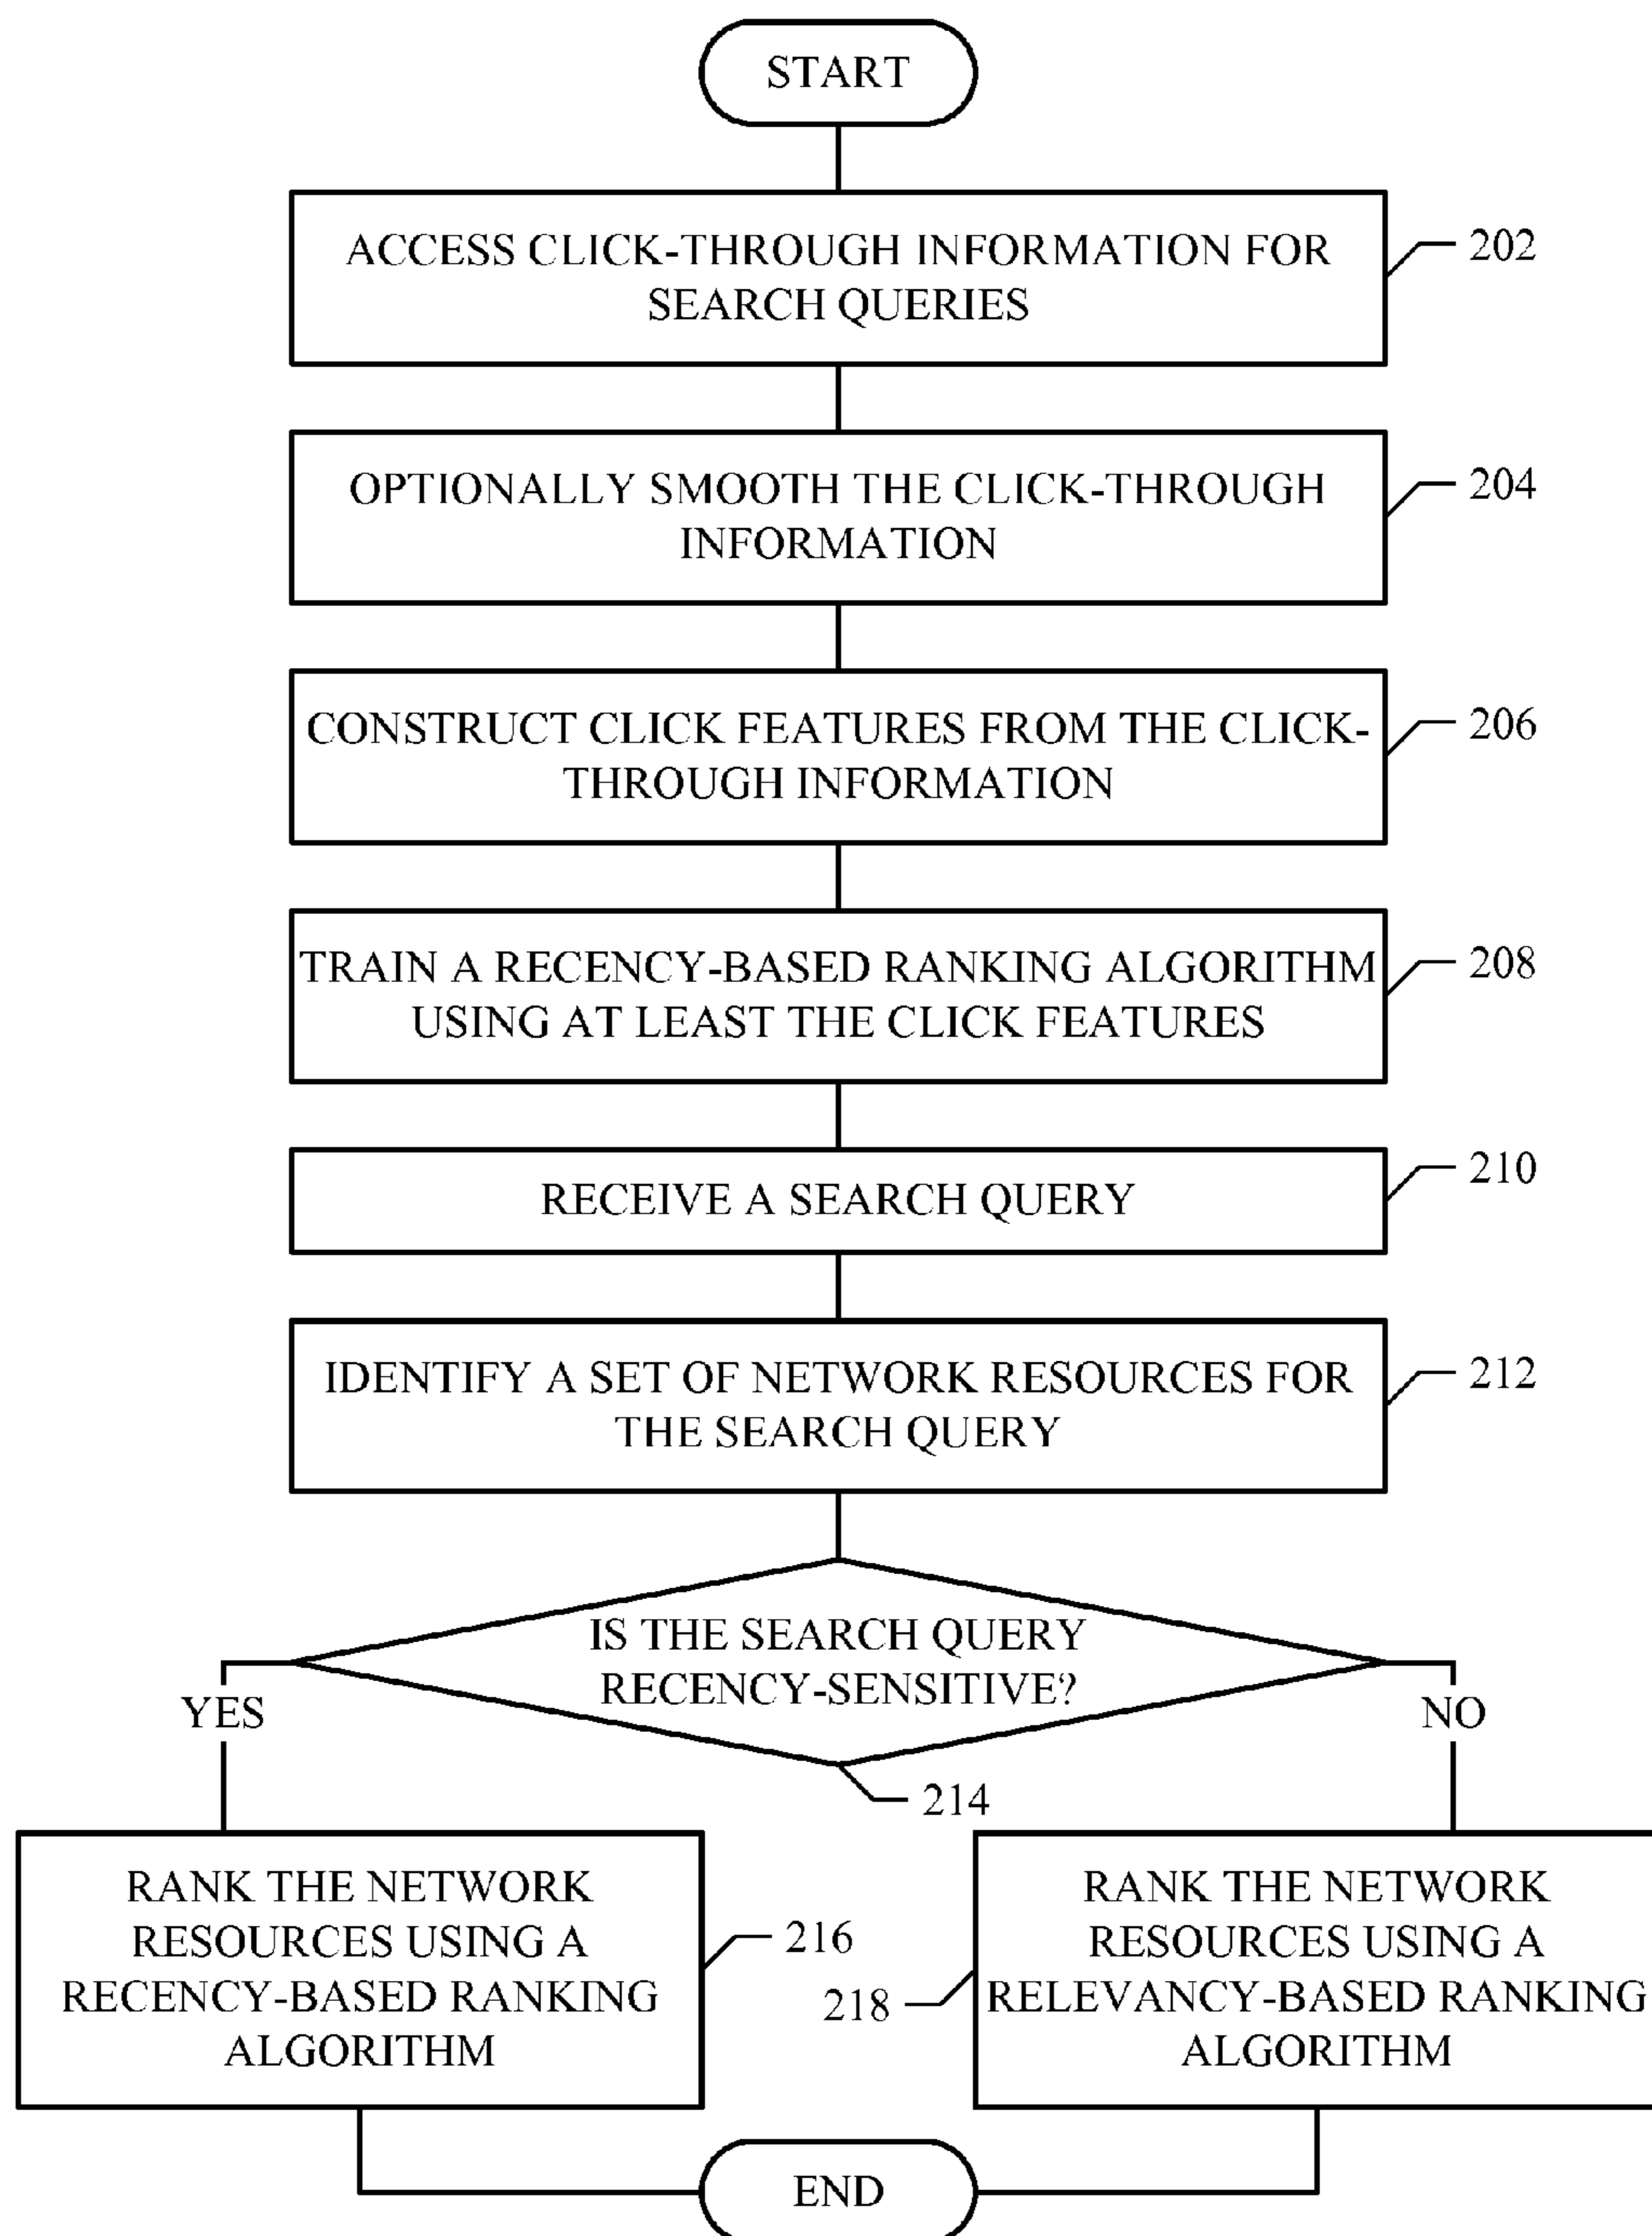 START
ACCESS CLICK-THROUGH INFORMATION FOR
SEARCH QUERIES
202
OPTIONALLY SMOOTH THE CLICK-THROUGH
INFORMATION
204
CONSTRUCT CLICK FEATURES FROM THE CLICK-
THROUGH INFORMATION
206
TRAIN A RECENCY-BASED RANKING ALGORITHM
USING AT LEAST THE CLICK FEATURES
208
RECEIVE A SEARCH QUERY
210
IDENTIFY A SET OF NETWORK RESOURCES FOR
THE SEARCH QUERY
212
IS THE SEARCH QUERY
RECENCY-SENSITIVE?
YES
NO
214
RANK THE NETWORK
RESOURCES USING A
RECENCY-BASED RANKING
ALGORITHM
216
218
RANK THE NETWORK
RESOURCES USING A
RELEVANCY-BASED RANKING
ALGORITHM
END